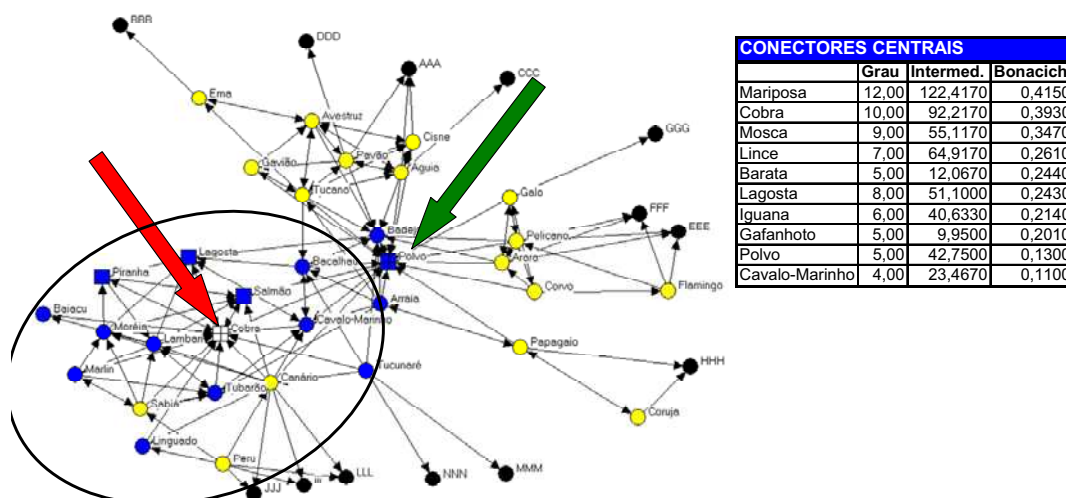 RRR
DDD
AAA
CCC
Ema
Avestruz
Cisne
GGG
Gavião
Pavão
Águia
Tucano
Galo
FFF
EEE
Badejo
Pelicano
Lagosta
Bacalhau
Polvo
Arara
Piranha
Salmão
Corvo
Flamingo
Baiacu
Arraia
Moréia
Cobra
Cavalo-Marinho
Lambari
Papagaio
HHH
Marlin
Tucunaré
Tubarão
Canário
Sabiá
Coruja
Linguado
Peru
LLL
MMM
NNN
JJJ
III
CONECTORES CENTRAIS
Grau Intermed. Bonacich
Mariposa 12,00 122,4170 0,4150
Cobra 10,00 92,2170 0,3930
Mosca 9,00 55,1170 0,3470
Lince 7,00 64,9170 0,2610
Barata 5,00 12,0670 0,2440
Lagosta 8,00 51,1000 0,2430
Iguana 6,00 40,6330 0,2140
Gafanhoto 5,00 9,9500 0,2010
Polvo 5,00 42,7500 0,1300
Cavalo-Marinho 4,00 23,4670 0,1100